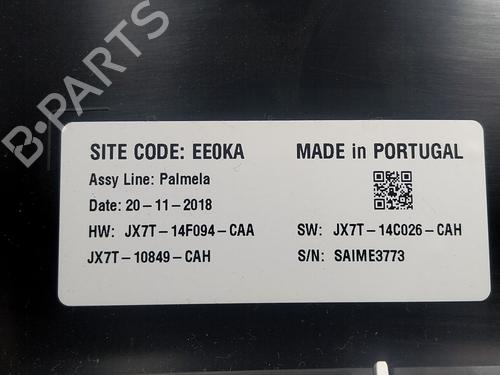 B-PARTS
SITE CODE: EE0KA MADE in PORTUGAL
Assy Line: Palmela
Date: 20-11-2018
HW: JX7T-14F094-CAA SW: JX7T-14C026-CAH
JX7T-10849-CAH S/N: SAIME3773